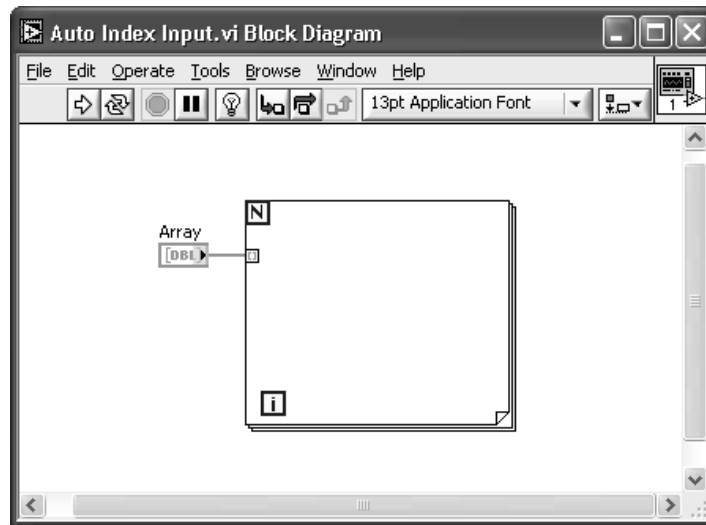 Auto Index Input.vi Block Diagram
File Edit Operate Tools Browse Window Help
13pt Application Font
1
N
Array
[DBL]
i